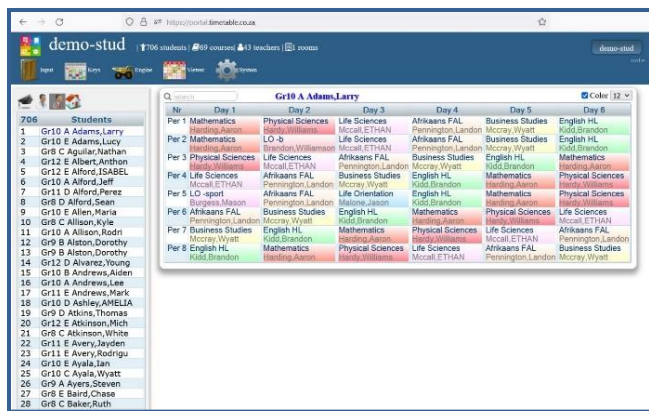 https://portal.timetable.co.za
demo-stud
706 students | 69 courses | 43 teachers | 1 rooms
demo-stud
Input
Keys
Engine
Viewer
System
search
Gr10 A Adams,Larry
Color 12
706 Students
1 Gr10 A Adams,Larry
2 Gr10 E Adams,Lucy
3 Gr8 C Aguilar,Nathan
4 Gr12 E Albert,Anthon
5 Gr12 E Alford,ISABEL
6 Gr10 A Alford,Jeff
7 Gr11 D Alford,Perez
8 Gr8 D Alford,Sean
9 Gr10 E Allen,Maria
10 Gr8 C Allison,Kyle
11 Gr10 A Allison,Rodri
12 Gr9 B Alston,Dorothy
13 Gr9 B Alston,Dorothy
14 Gr12 D Alvarez,Young
15 Gr10 B Andrews,Aiden
16 Gr10 A Andrews,Lee
17 Gr11 E Andrews,Mark
18 Gr10 D Ashley,AMELIA
19 Gr9 D Atkins,Thomas
20 Gr12 E Atkinson,Mich
21 Gr8 C Atkinson,White
22 Gr11 E Avery,Jayden
23 Gr11 E Avery,Rodrigu
24 Gr10 E Ayala,Ian
25 Gr10 C Ayala,Wyatt
26 Gr9 A Ayers,Steven
27 Gr8 E Baird,Chase
28 Gr8 C Baker,Ruth
Nr Day 1 Day 2 Day 3 Day 4 Day 5 Day 6
Per 1 Mathematics Physical Sciences Life Sciences Afrikaans FAL Business Studies English HL
Harding,Aaron Hardy,Williams Mccall,ETHAN Pennington,Landon Mccray,Wyatt Kidd,Brandon
Per 2 Mathematics LO -b Life Sciences Afrikaans FAL Business Studies English HL
Harding,Aaron Brandon,Williamson Mccall,ETHAN Pennington,Landon Mccray,Wyatt Kidd,Brandon
Per 3 Physical Sciences Life Sciences Afrikaans FAL Business Studies English HL Mathematics
Hardy,Williams Mccall,ETHAN Pennington,Landon Mccray,Wyatt Kidd,Brandon Harding,Aaron
Per 4 Life Sciences Afrikaans FAL Business Studies English HL Mathematics Physical Sciences
Mccall,ETHAN Pennington,Landon Mccray,Wyatt Kidd,Brandon Harding,Aaron Hardy,Williams
Per 5 LO -sport Afrikaans FAL Life Orientation English HL Mathematics Physical Sciences
Burgess,Mason Pennington,Landon Malone,Jason Kidd,Brandon Harding,Aaron Hardy,Williams
Per 6 Afrikaans FAL Business Studies English HL Mathematics Physical Sciences Life Sciences
Pennington,Landon Mccray,Wyatt Kidd,Brandon Harding,Aaron Hardy,Williams Mccall,ETHAN
Per 7 Business Studies English HL Mathematics Physical Sciences Life Sciences Afrikaans FAL
Mccray,Wyatt Kidd,Brandon Harding,Aaron Hardy,Williams Mccall,ETHAN Pennington,Landon
Per 8 English HL Mathematics Physical Sciences Life Sciences Afrikaans FAL Business Studies
Kidd,Brandon Harding,Aaron Hardy,Williams Mccall,ETHAN Pennington,Landon Mccray,Wyatt